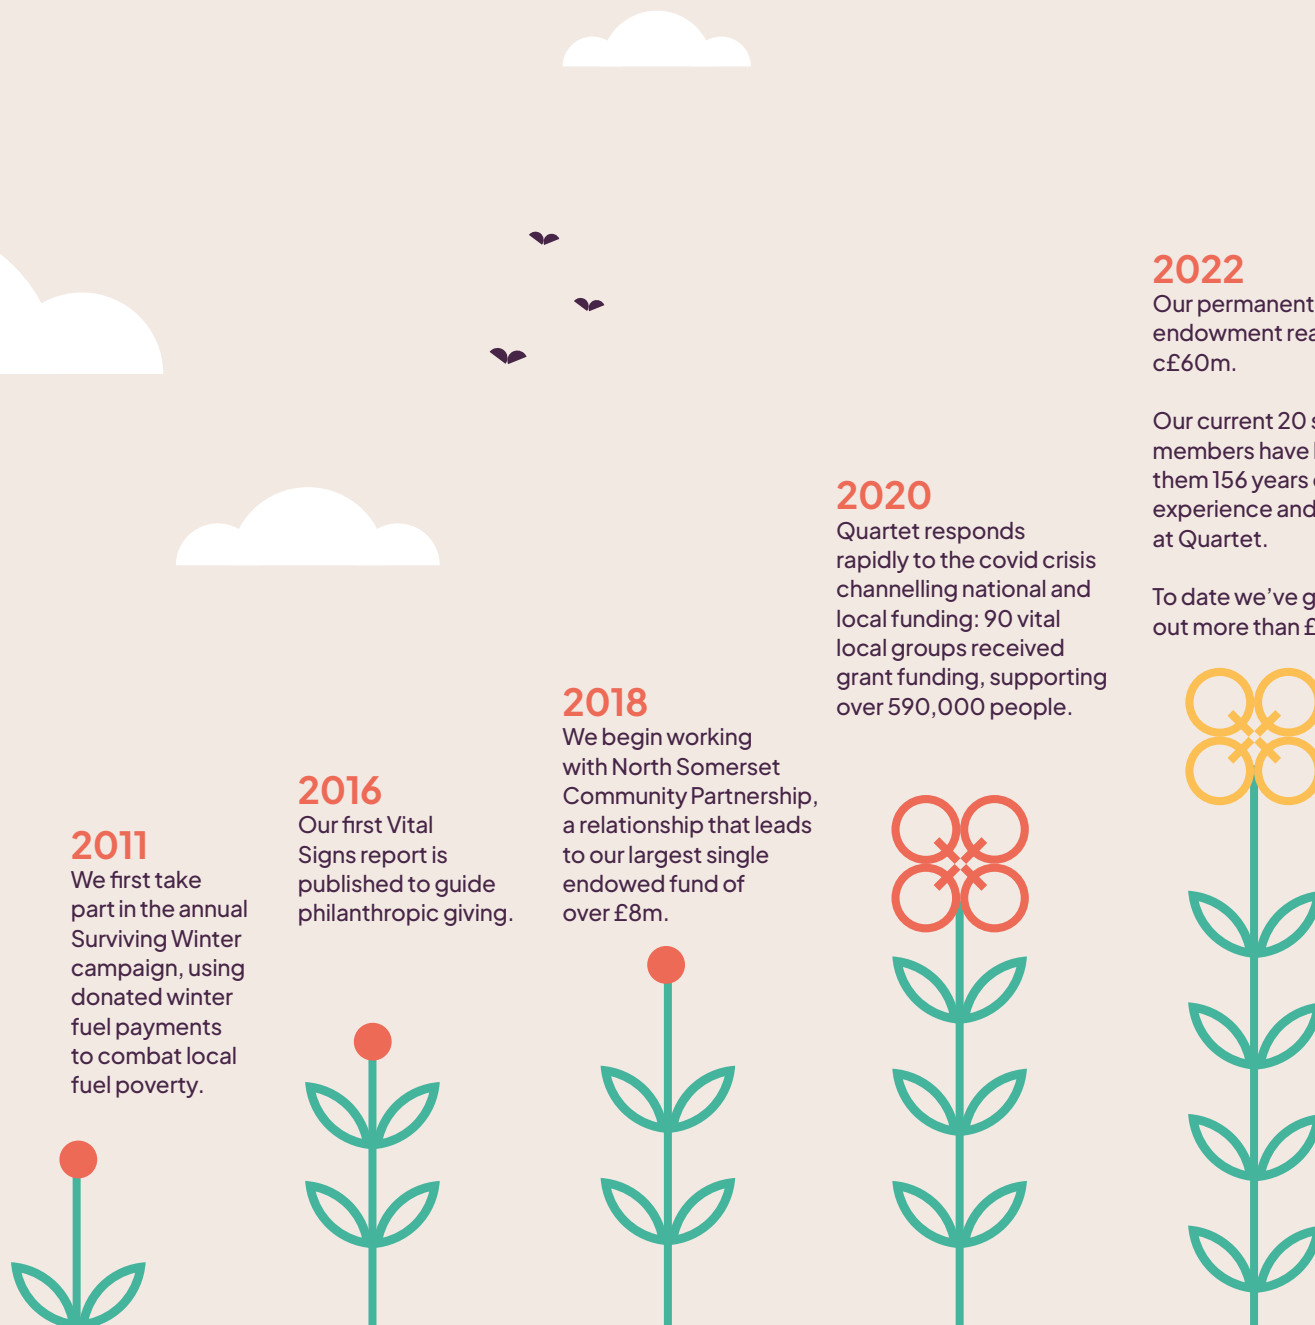 2011
We first take
part in the annual
Surviving Winter
campaign, using
donated winter
fuel payments
to combat local
fuel poverty.
2016
Our first Vital
Signs report is
published to guide
philanthropic giving.
2018
We begin working
with North Somerset
Community Partnership,
a relationship that leads
to our largest single
endowed fund of
over £8m.
2020
Quartet responds
rapidly to the covid crisis
channelling national and
local funding: 90 vital
local groups received
grant funding, supporting
over 590,000 people.
2022
Our permanent
endowment
c£60m.
Our current 20
members have
them 156 years
experience and
at Quartet.
To date we’ve
out more than £